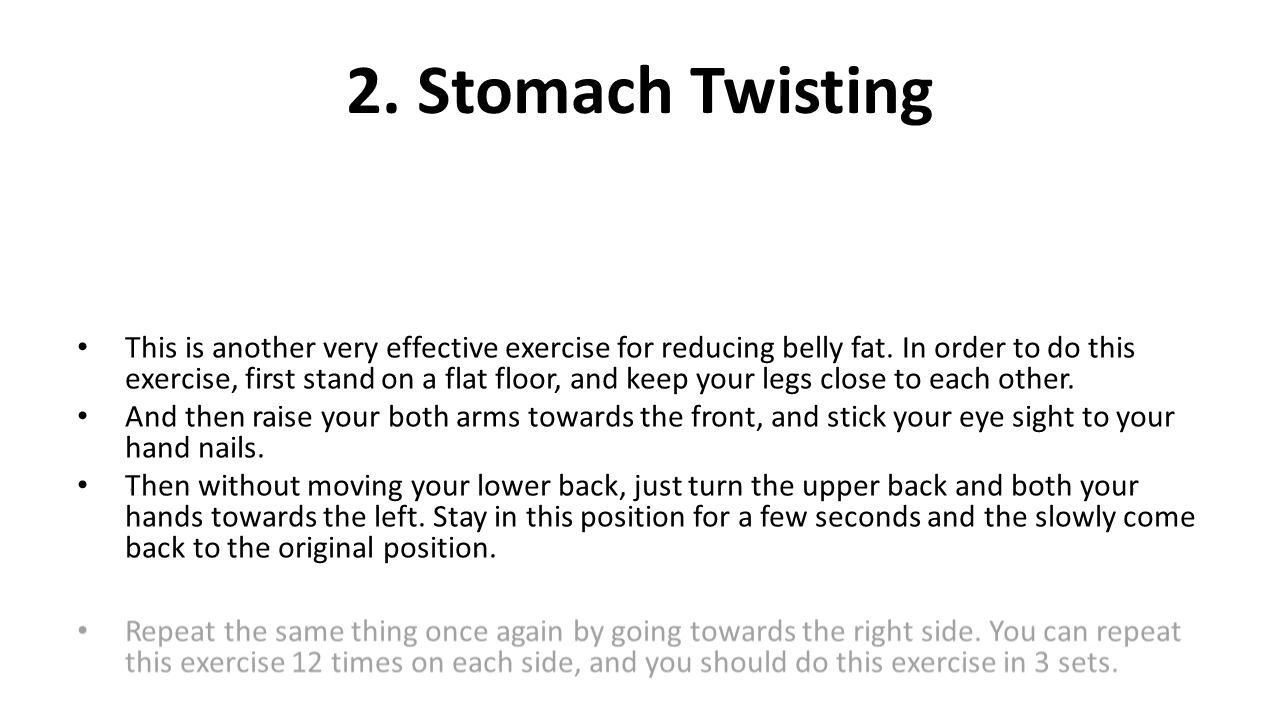 2. Stomach Twisting
• This is another very effective exercise for reducing belly fat. In order to do this
exercise, first stand on a flat floor, and keep your legs close to each other.
• And then raise your both arms towards the front, and stick your eye sight to your
hand nails.
• Then without moving your lower back, just turn the upper back and both your
hands towards the left. Stay in this position for a few seconds and the slowly come
back to the original position.
• Repeat the same thing once again by going towards the right side. You can repeat
this exercise 12 times on each side, and you should do this exercise in 3 sets.